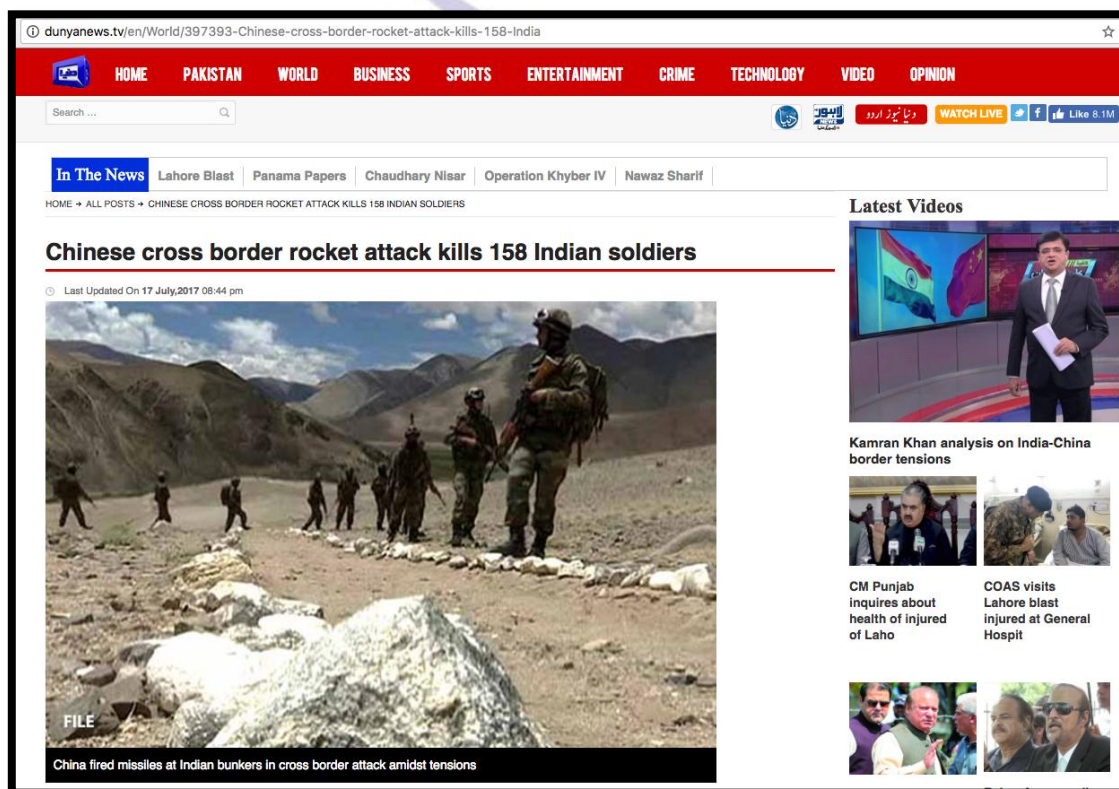 dunyanews.tv/en/World/397393-Chinese-cross-border-rocket-attack-kills-158-India
HOME PAKISTAN WORLD BUSINESS SPORTS ENTERTAINMENT CRIME TECHNOLOGY VIDEO OPINION
Search ...
دنیا نیوز اردو
WATCH LIVE
Like 8.1M
In The News
Lahore Blast
Panama Papers
Chaudhary Nisar
Operation Khyber IV
Nawaz Sharif
HOME → ALL POSTS → CHINESE CROSS BORDER ROCKET ATTACK KILLS 158 INDIAN SOLDIERS
Chinese cross border rocket attack kills 158 Indian soldiers
Last Updated On 17 July,2017 08:44 pm
FILE
China fired missiles at Indian bunkers in cross border attack amidst tensions
Latest Videos
Kamran Khan analysis on India-China
border tensions
CM Punjab
inquires about
health of injured
of Laho
COAS visits
Lahore blast
injured at General
Hospit